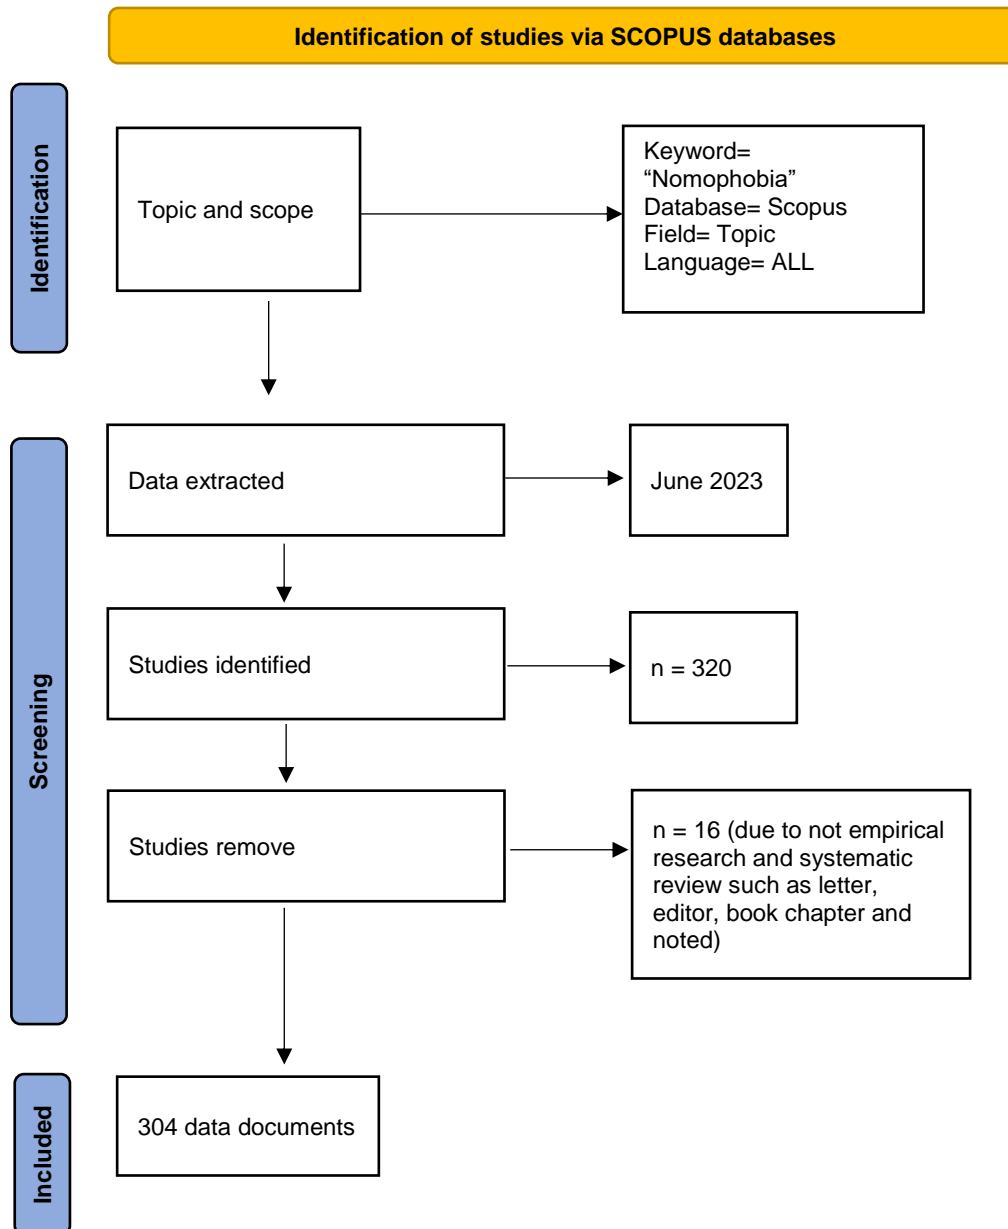 Identification of studies via SCOPUS databases
Identification
Topic and scope
Keyword=
“Nomophobia”
Database= Scopus
Field= Topic
Language= ALL
Screening
Data extracted
June 2023
Studies identified
n = 320
Studies remove
n = 16 (due to not empirical
research and systematic
review such as letter,
editor, book chapter and
noted)
Included
304 data documents